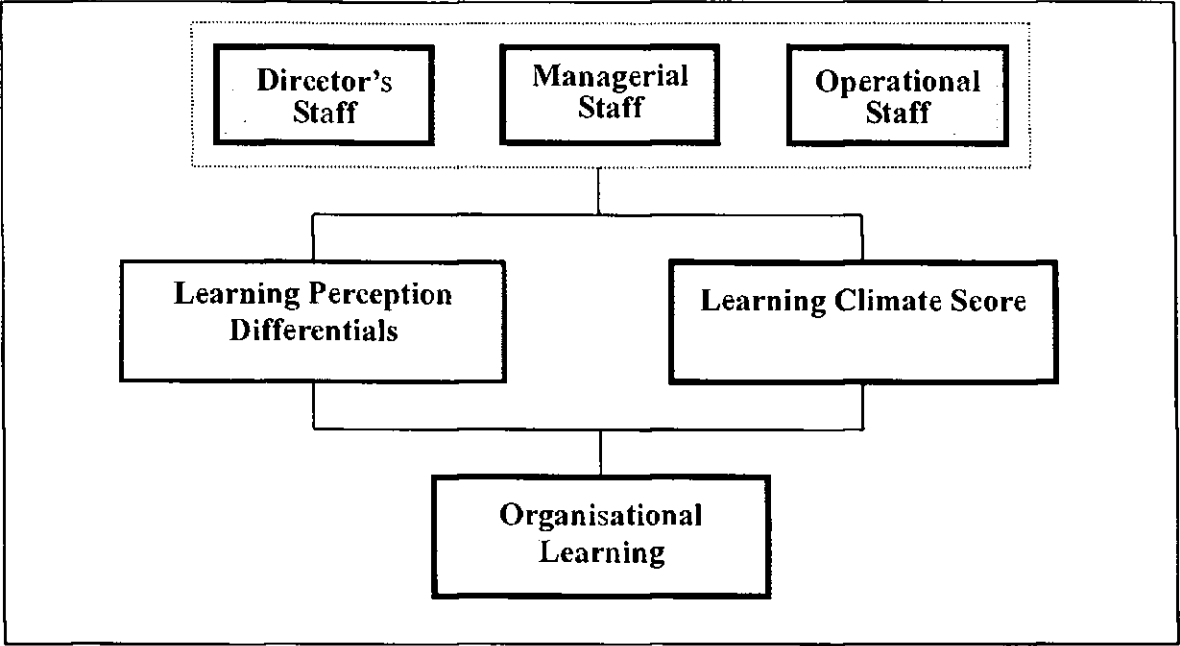 Director's
Staff
Managerial
Staff
Operational
Staff
Learning Perception
Differentials
Learning Climate Score
Organisational
Learning